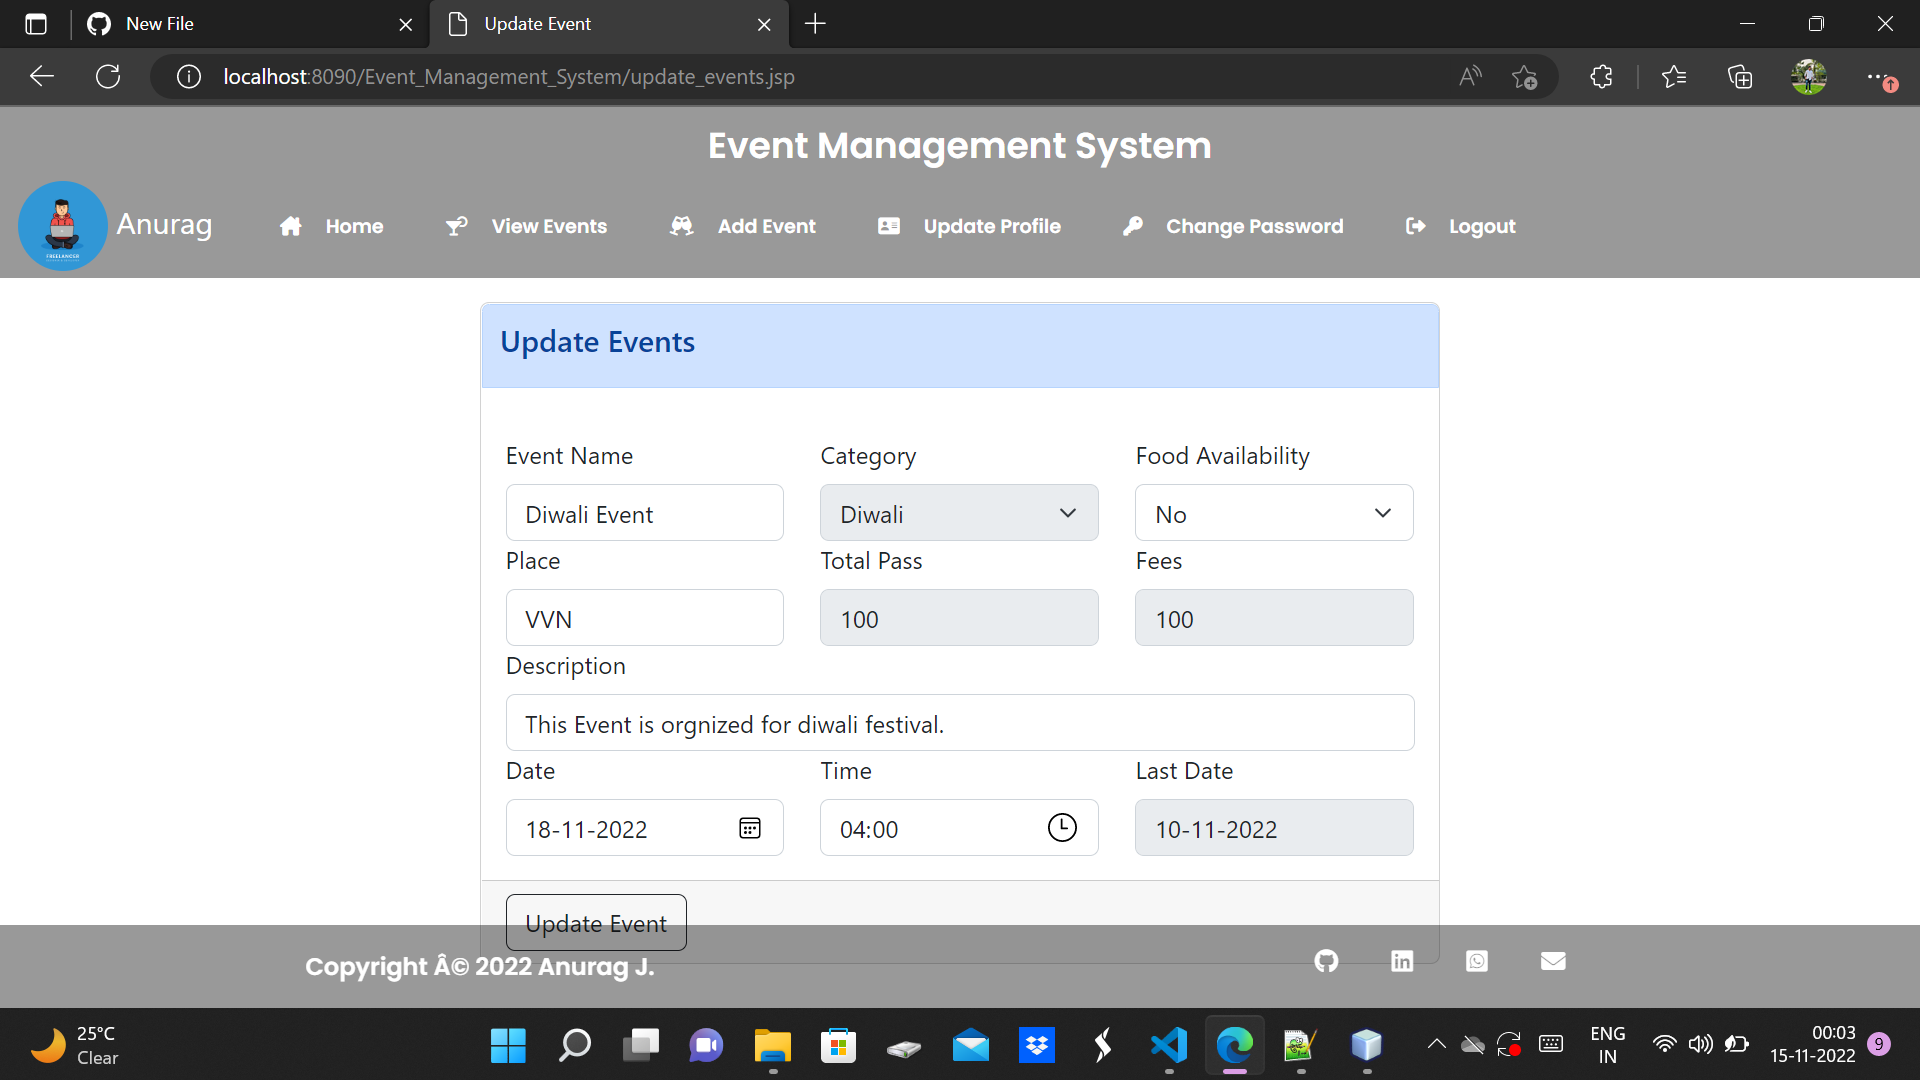 New File
Update Event
localhost:8090/Event_Management_System/update_events.jsp
Event Management System
FREELANCER
Anurag
Home
View Events
Add Event
Update Profile
Change Password
Logout
Update Events
Event Name Category Food Availability
Diwali Event Diwali No
Place Total Pass Fees
VVN 100 100
Description
This Event is orgnized for diwali festival.
Date Time Last Date
18-11-2022 04:00 10-11-2022
Update Event
Copyright Â© 2022 Anurag J.
25°C
Clear
ENG
IN
00:03
15-11-2022
9